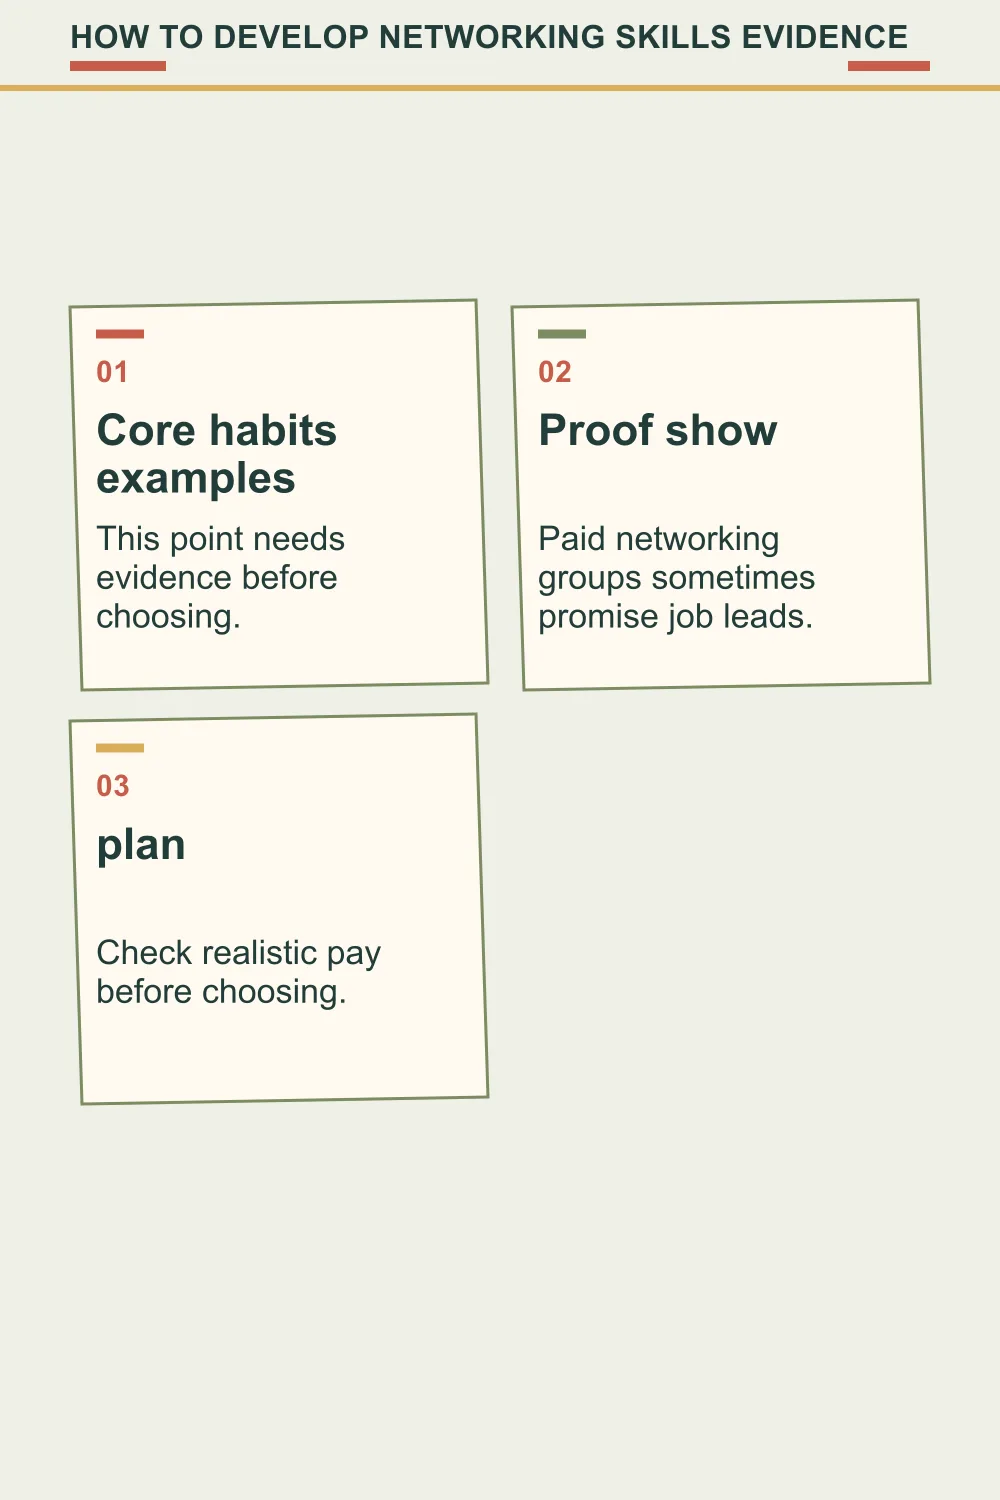 HOW TO DEVELOP NETWORKING SKILLS EVIDENCE
01
Core habits
examples
This point needs
evidence before
choosing.
02
Proof show
Paid networking
groups sometimes
promise job leads.
03
plan
Check realistic pay
before choosing.